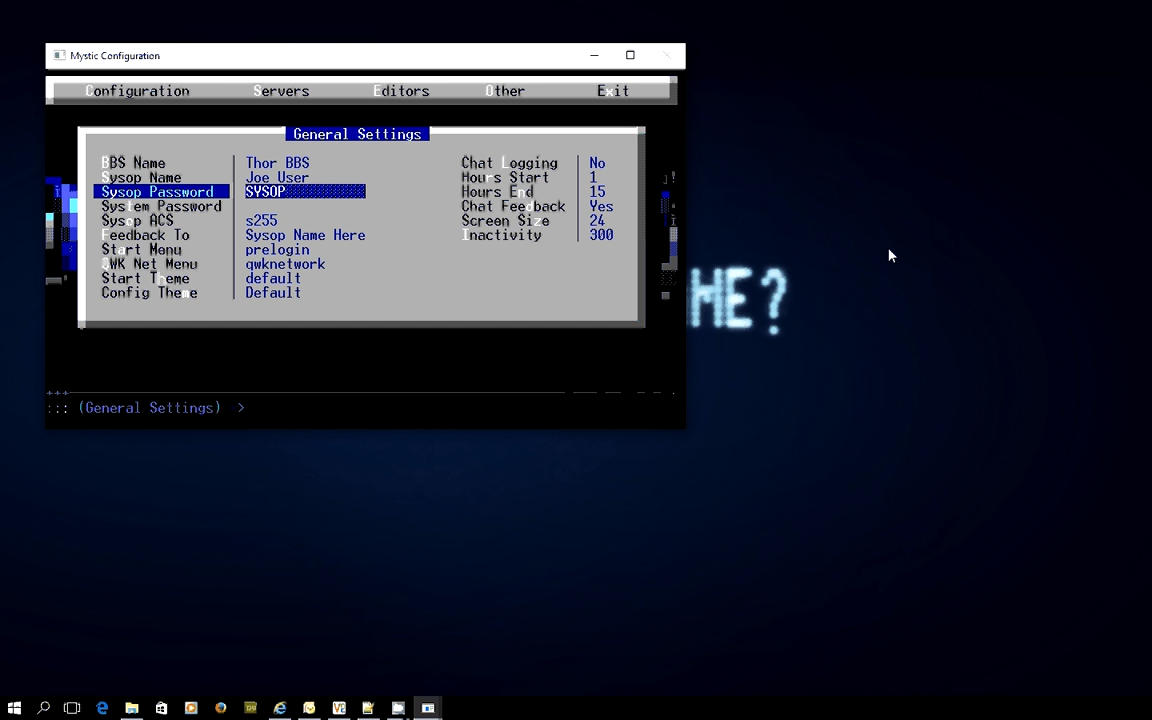 Mystic Configuration
Configuration Servers Editors Other Exit
General Settings
BBS Name Thor BBS Chat Logging No
Sysop Name Joe User Hours Start 1
Sysop Password SYSOP Hours End 15
System Password Chat Feedback Yes
Sysop ACS s255 Screen Size 24
Feedback To Sysop Name Here Inactivity 300
Start Menu prelogin
QWK Net Menu qwknetwork
Start Theme default
Config Theme Default
ME?
+++
::: (General Settings) >